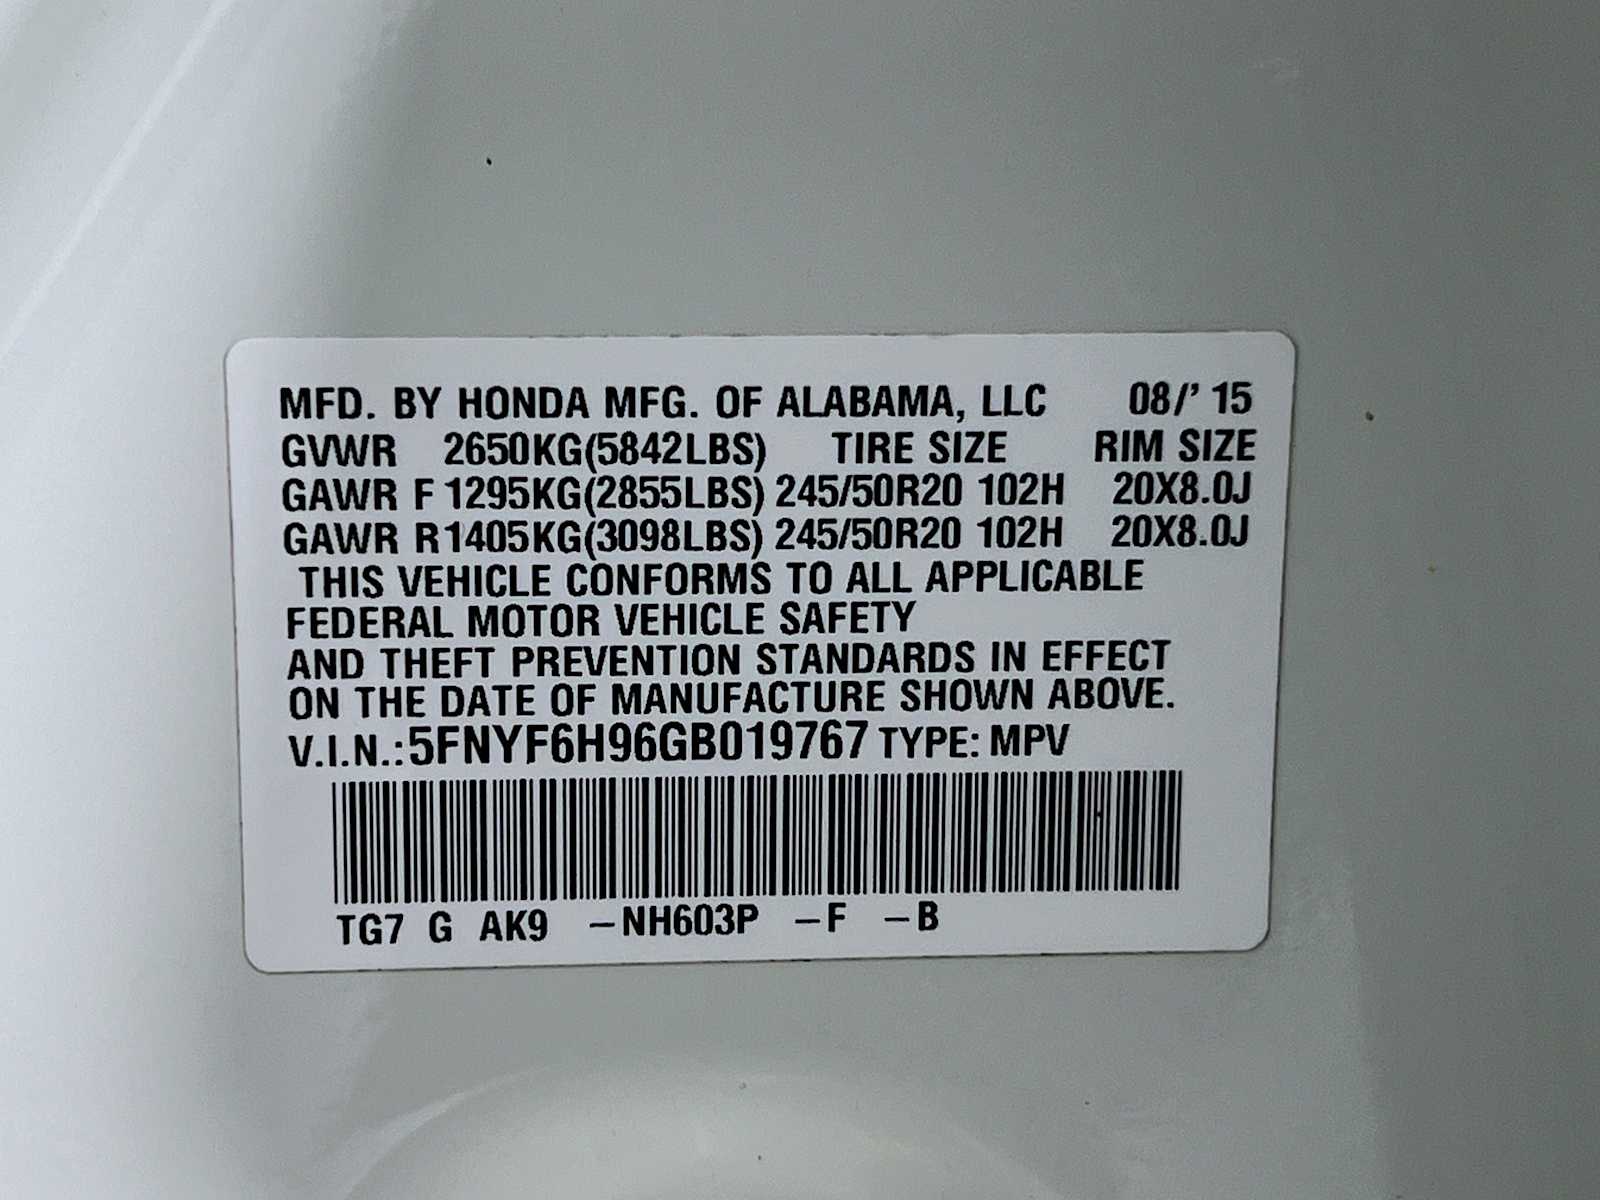 MFD. BY HONDA MFG. OF ALABAMA, LLC 08/' 15
GVWR 2650KG(5842LBS) TIRE SIZE RIM SIZE
GAWR F 1295KG(2855LBS) 245/50R20 102H 20X8.0J
GAWR R 1405KG(3098LBS) 245/50R20 102H 20X8.0J
THIS VEHICLE CONFORMS TO ALL APPLICABLE
FEDERAL MOTOR VEHICLE SAFETY
AND THEFT PREVENTION STANDARDS IN EFFECT
ON THE DATE OF MANUFACTURE SHOWN ABOVE.
V.I.N.: 5FNYF6H96GB019767 TYPE: MPV
TG7 G AK9 –NH603P –F –B